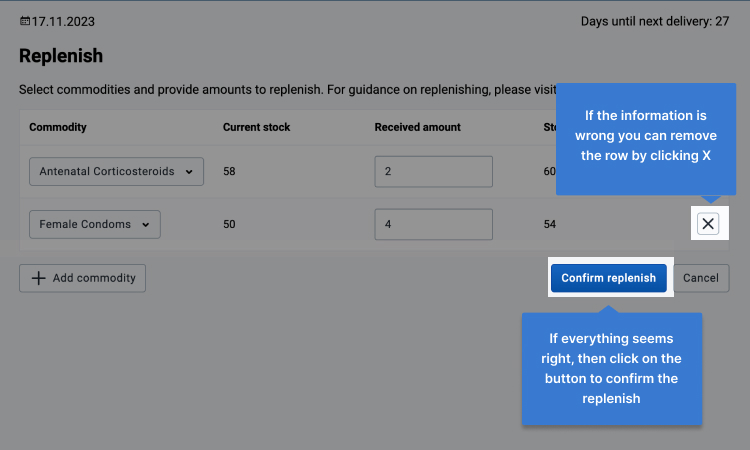 17.11.2023
Days until next delivery: 27
Replenish
Select commodities and provide amounts to replenish. For guidance on replenishing, please visit
Commodity Current stock Received amount
Antenatal Corticosteroids 58 2 60
Female Condoms 50 4 54
Add commodity
Confirm replenish
Cancel
If the information is
wrong you can remove
the row by clicking X
If everything seems
right, then click on the
button to confirm the
replenish